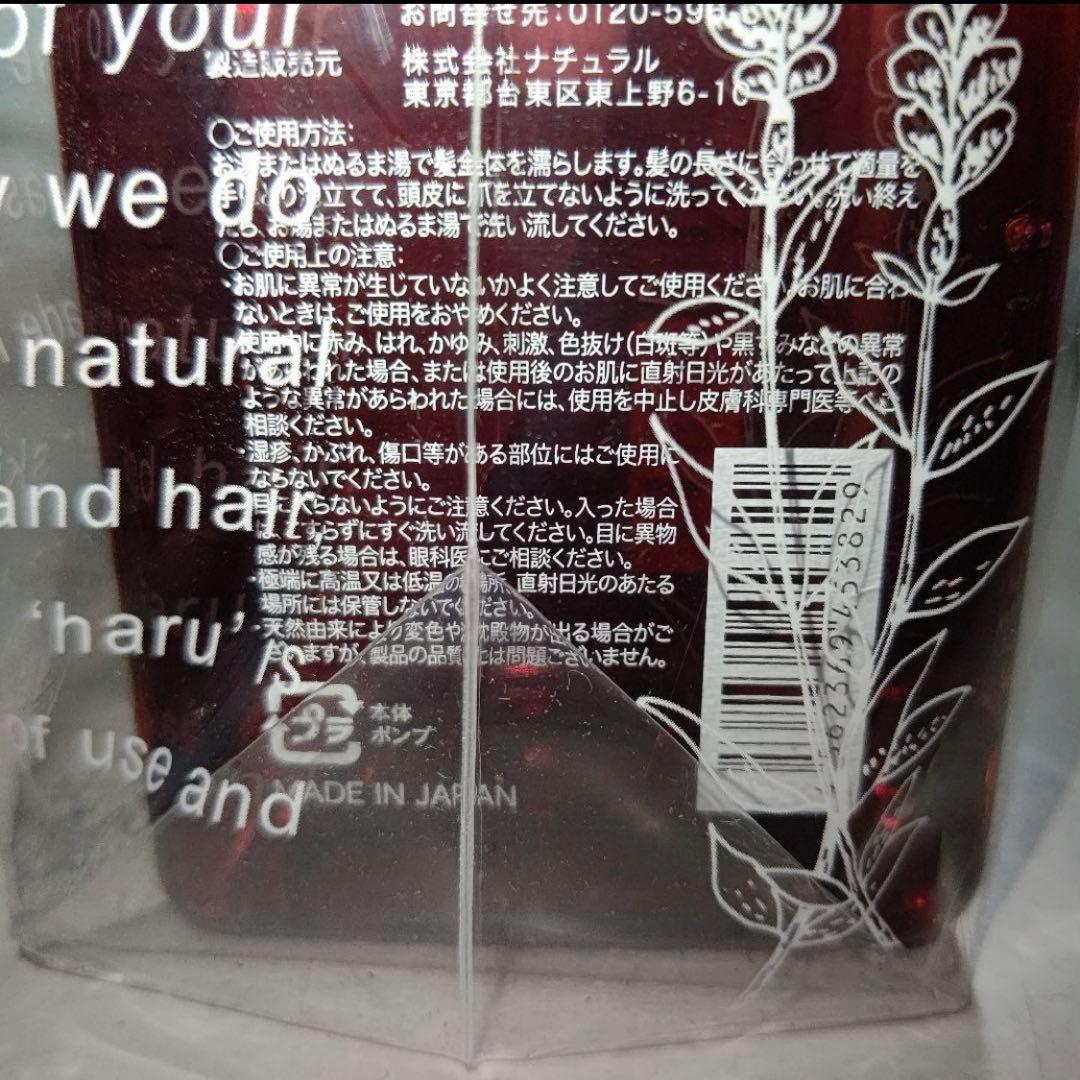 お問合せ先:0120-596-
製造販売元 株式会社ナチュラル
東京都台東区東上野6-10
○ご使用方法:
お湯またはぬるま湯で髪全体を濡らします。髪の長さに合わせて適量を
手にとり泡立てて、頭皮に爪を立てないように洗ってください。洗い終え
たら、お湯またはぬるま湯で洗い流してください。
○ご使用上の注意:
・お肌に異常が生じていないかよく注意してご使用ください。お肌に合わ
ないときは、ご使用をおやめください。
使用中に赤み、はれ、かゆみ、刺激、色抜け(白斑等)や黒ずみなどの異常
があらわれた場合、または使用後のお肌に直射日光があたって上記の
ような異常があらわれた場合には、使用を中止し皮膚科専門医等へご
相談ください。
・湿疹、かぶれ、傷口等がある部位にはご使用に
ならないでください。
目に入らないようにご注意ください。入った場合
は、こすらずにすぐ洗い流してください。目に異物
感が残る場合は、眼科医にご相談ください。
・極端に高温又は低温の場所、直射日光のあたる
場所には保管しないでください。
・天然由来により変色や沈殿物が出る場合がご
ざいますが、製品の品質には問題ございません。
プラ
本体
ポンプ
MADE IN JAPAN
of your
we do
natural
and hair,
'haru' is
of use and